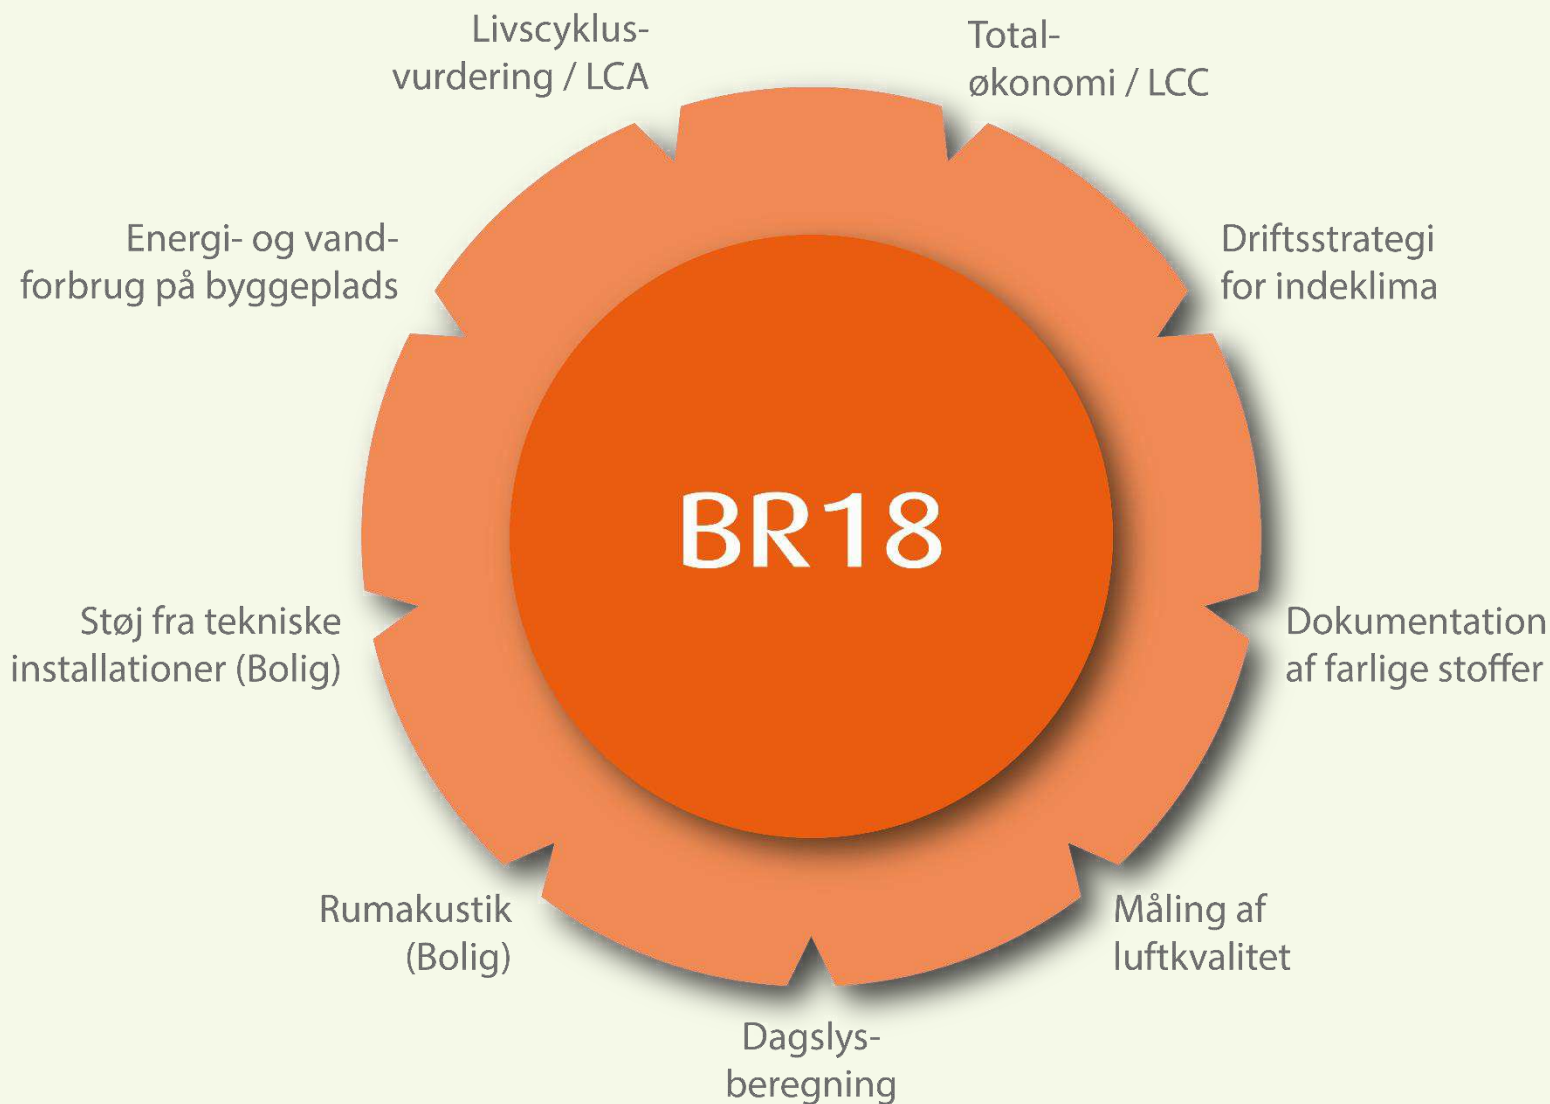 Livscyklus-
vurdering / LCA
Total-
økonomi / LCC
Energi- og vand-
forbrug på byggeplads
Driftsstrategi
for indeklima
BR18
Støj fra tekniske
installationer (Bolig)
Dokumentation
af farlige stoffer
Rumakustik
(Bolig)
Måling af
luftkvalitet
Dagslys-
beregning